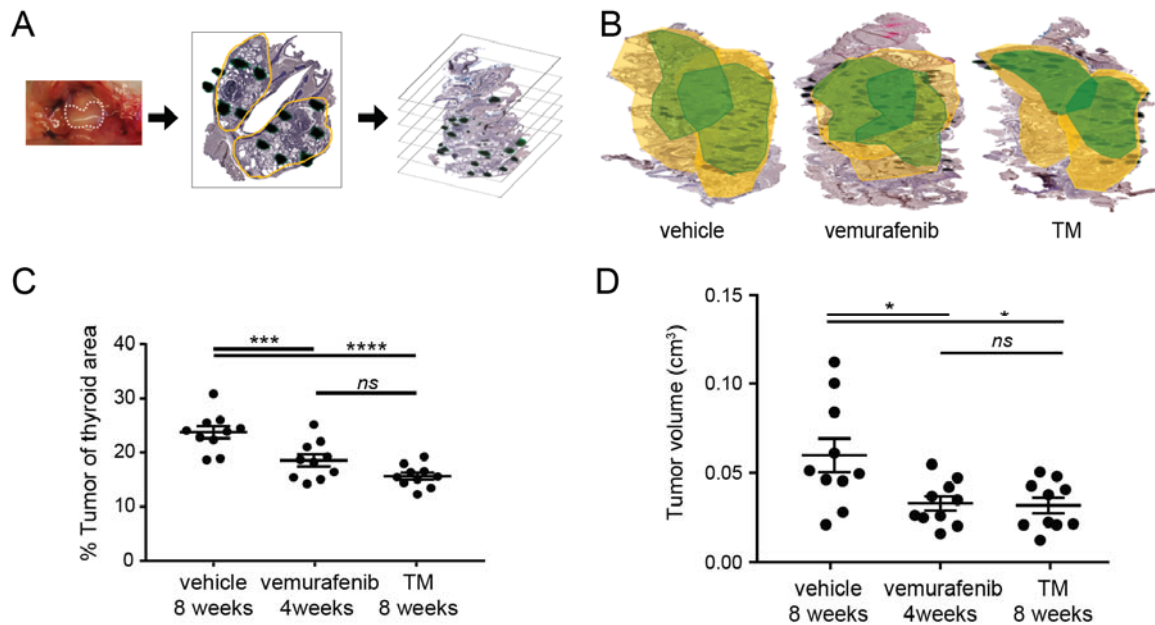 A
B
vehicle
vemurafenib
TM
C
% Tumor of thyroid area
40
30
20
10
0
***
****
ns
vehicle
8 weeks
vemurafenib
4weeks
TM
8 weeks
D
Tumor volume (cm³)
0.15
0.10
0.05
0.00
*
*
ns
vehicle
8 weeks
vemurafenib
4weeks
TM
8 weeks